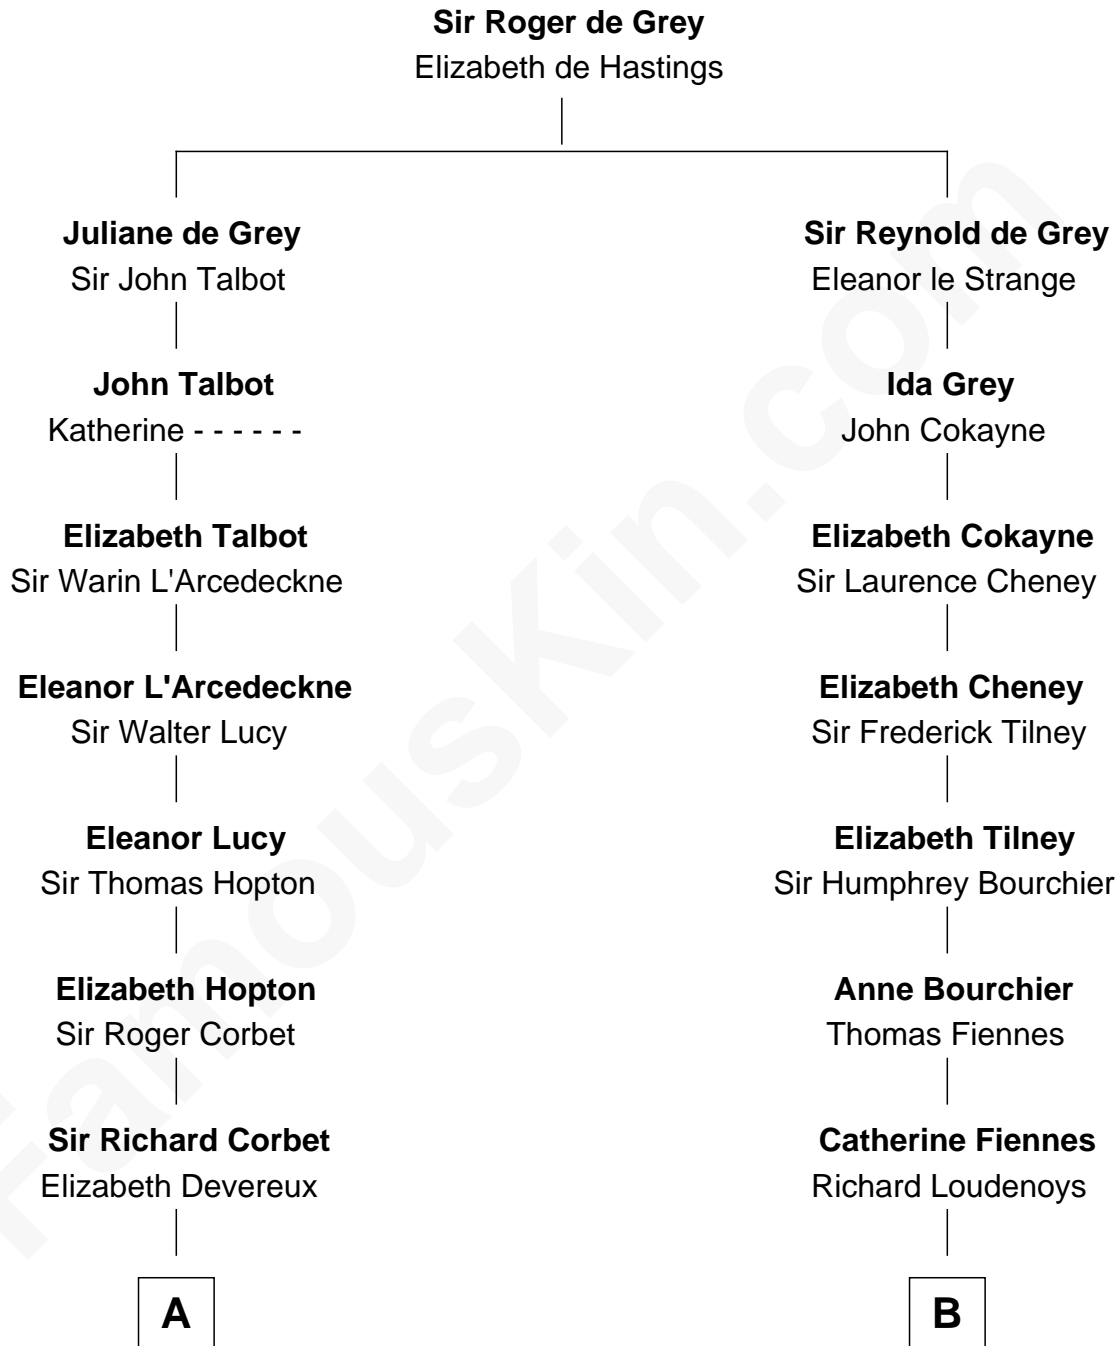 Sir Roger de Grey
Elizabeth de Hastings
Juliane de Grey
Sir John Talbot
Sir Reynold de Grey
Eleanor le Strange
John Talbot
Katherine - - - - - -
Ida Grey
John Cokayne
Elizabeth Talbot
Sir Warin L'Arcedeckne
Elizabeth Cokayne
Sir Laurence Cheney
Eleanor L'Arcedeckne
Sir Walter Lucy
Elizabeth Cheney
Sir Frederick Tilney
Eleanor Lucy
Sir Thomas Hopton
Elizabeth Tilney
Sir Humphrey Bourchier
Elizabeth Hopton
Sir Roger Corbet
Anne Bourchier
Thomas Fiennes
Sir Richard Corbet
Elizabeth Devereux
Catherine Fiennes
Richard Loudenoys
A
B
FamousKin.com